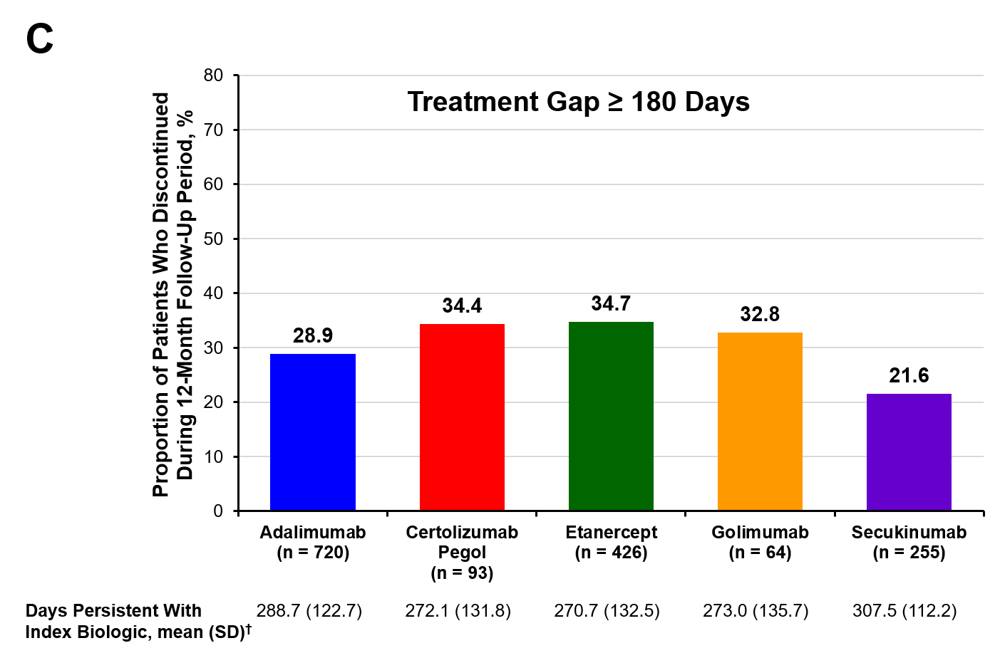 C
Treatment Gap ≥ 180 Days
Proportion of Patients Who Discontinued
During 12-Month Follow-Up Period, %
80
70
60
50
40
30
20
10
0
28.9
34.4
34.7
32.8
21.6
Adalimumab
(n = 720)
Certolizumab
Pegol
(n = 93)
Etanercept
(n = 426)
Golimumab
(n = 64)
Secukinumab
(n = 255)
Days Persistent With
Index Biologic, mean (SD)†
288.7 (122.7)
272.1 (131.8)
270.7 (132.5)
273.0 (135.7)
307.5 (112.2)